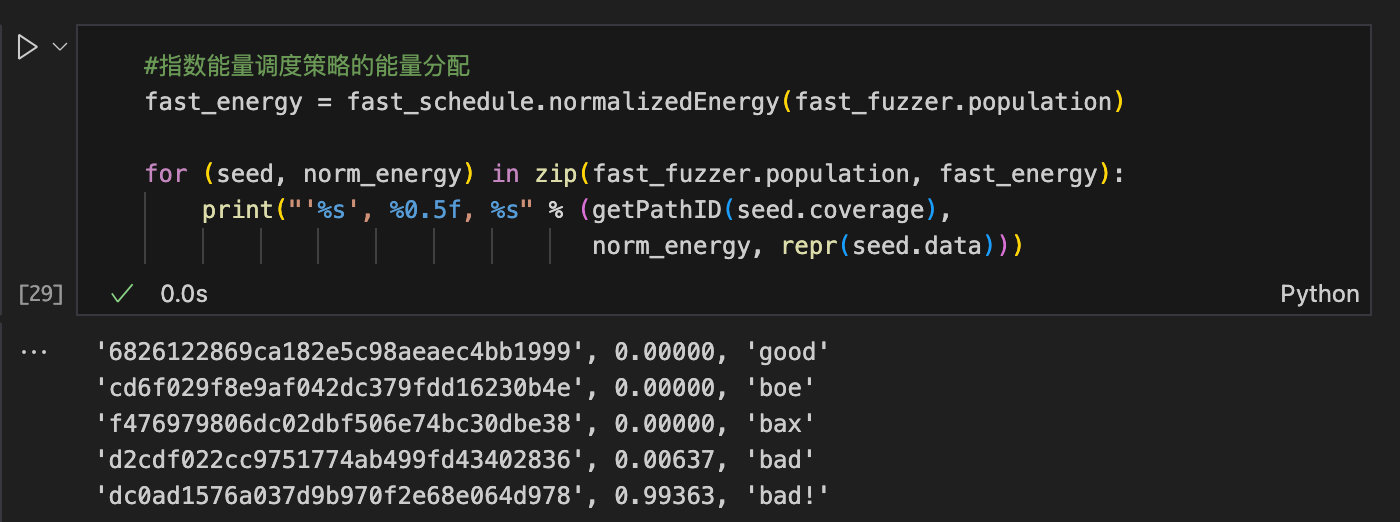 #指数能量调度策略的能量分配
fast_energy = fast_schedule.normalizedEnergy(fast_fuzzer.population)
for (seed, norm_energy) in zip(fast_fuzzer.population, fast_energy):
print("'%s', %0.5f, %s" % (getPathID(seed.coverage),
norm_energy, repr(seed.data)))
[29]
0.0s
Python
'6826122869ca182e5c98aeaec4bb1999', 0.00000, 'good'
'cd6f029f8e9af042dc379fdd16230b4e', 0.00000, 'boe'
'f476979806dc02dbf506e74bc30dbe38', 0.00000, 'bax'
'd2cdf022cc9751774ab499fd43402836', 0.00637, 'bad'
'dc0ad1576a037d9b970f2e68e064d978', 0.99363, 'bad!'